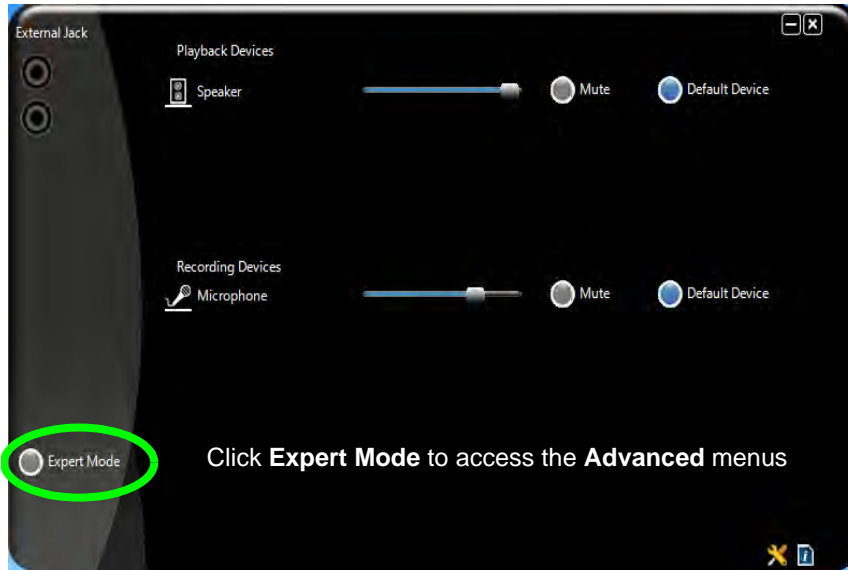 External Jack
Playback Devices
Speaker
Mute
Default Device
Recording Devices
Microphone
Mute
Default Device
Expert Mode
Click Expert Mode to access the Advanced menus
i